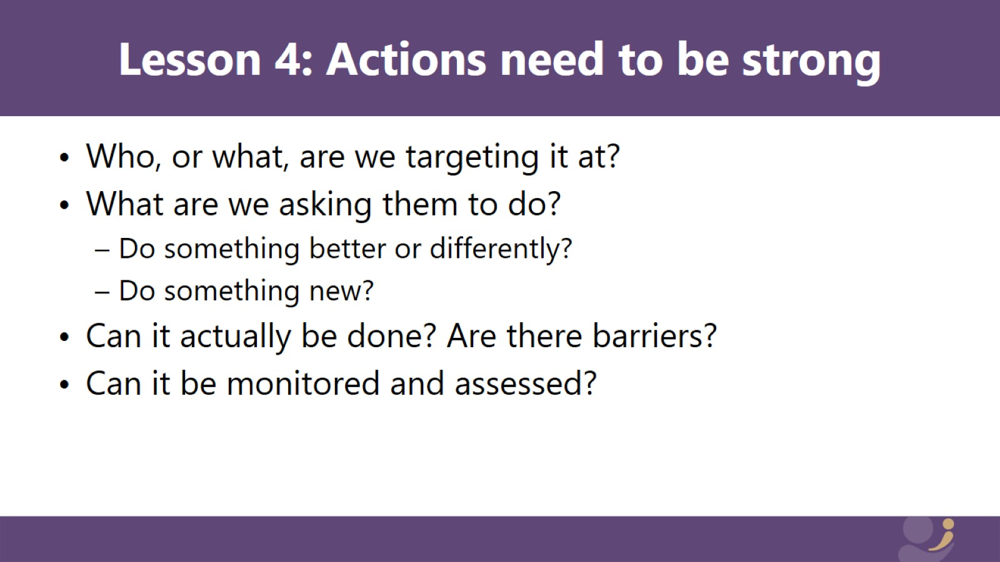 Lesson 4: Actions need to be strong
• Who, or what, are we targeting it at?
• What are we asking them to do?
– Do something better or differently?
– Do something new?
• Can it actually be done? Are there barriers?
• Can it be monitored and assessed?